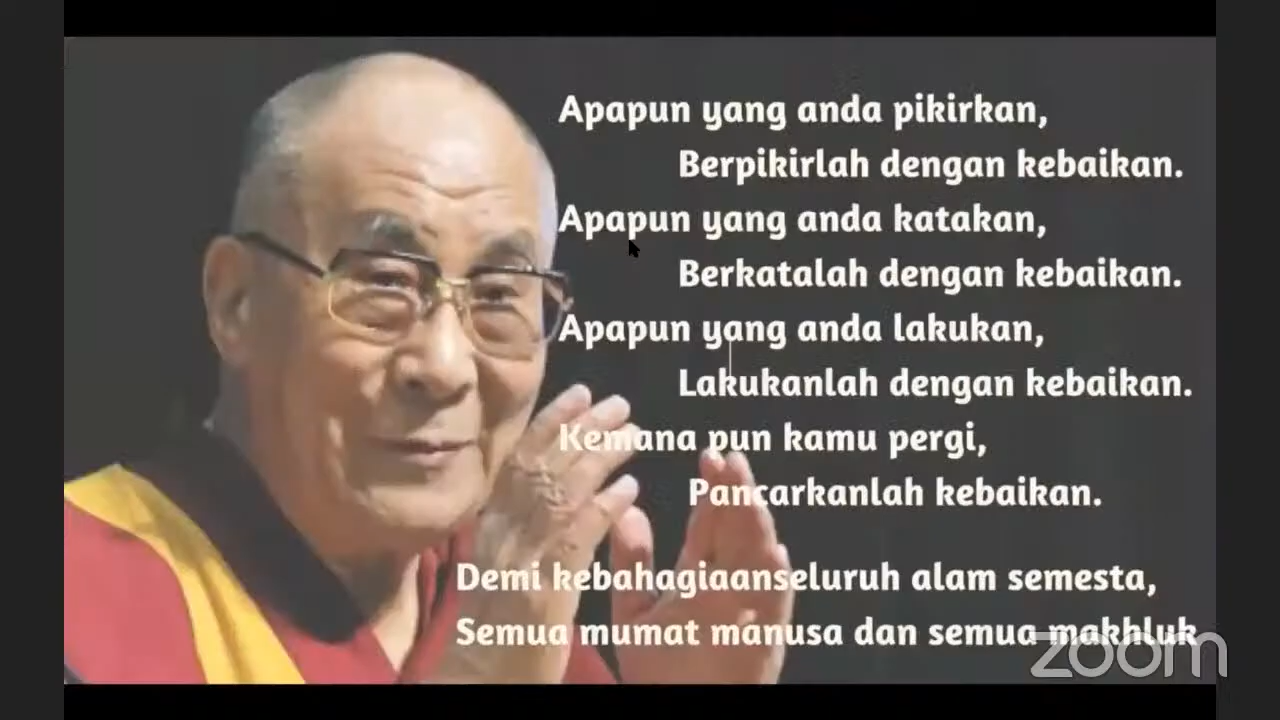 Apapun yang anda pikirkan,
Berpikirlah dengan kebaikan.
Apapun yang anda katakan,
Berkatalah dengan kebaikan.
Apapun yang anda lakukan,
Lakukanlah dengan kebaikan.
Kemana pun kamu pergi,
Pancarkanlah kebaikan.
Demi kebahagiaanseluruh alam semesta,
Semua mumat manusa dan semua makhluk
zoom